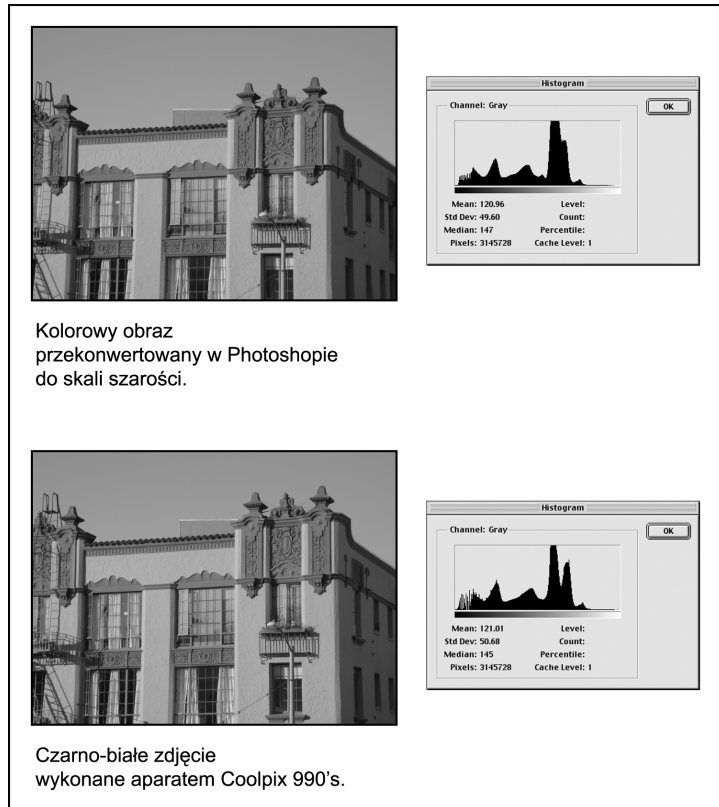 Histogram
Channel: Gray
OK
Mean: 120.96 Level:
Std Dev: 49.60 Count:
Median: 147 Percentile:
Pixels: 3145728 Cache Level: 1
Kolorowy obraz
przekonwertowany w Photoshopie
do skali szarości.
Histogram
Channel: Gray
OK
Mean: 121.01 Level:
Std Dev: 50.68 Count:
Median: 145 Percentile:
Pixels: 3145728 Cache Level: 1
Czarno-białe zdjęcie
wykonane aparatem Coolpix 990's.